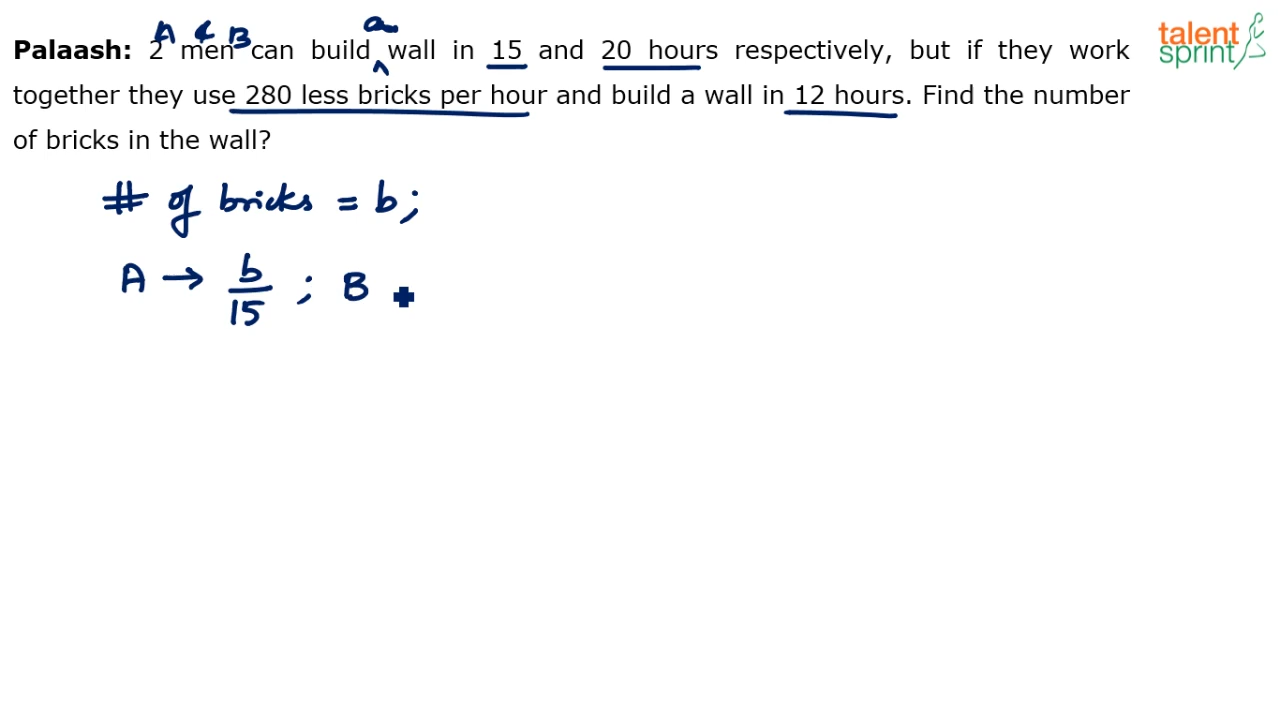 A & B a
Palaash: 2 men can build wall in 15 and 20 hours respectively, but if they work
together they use 280 less bricks per hour and build a wall in 12 hours. Find the number
of bricks in the wall?
talent
sprint
# of bricks = b;
A → b/15 ; B